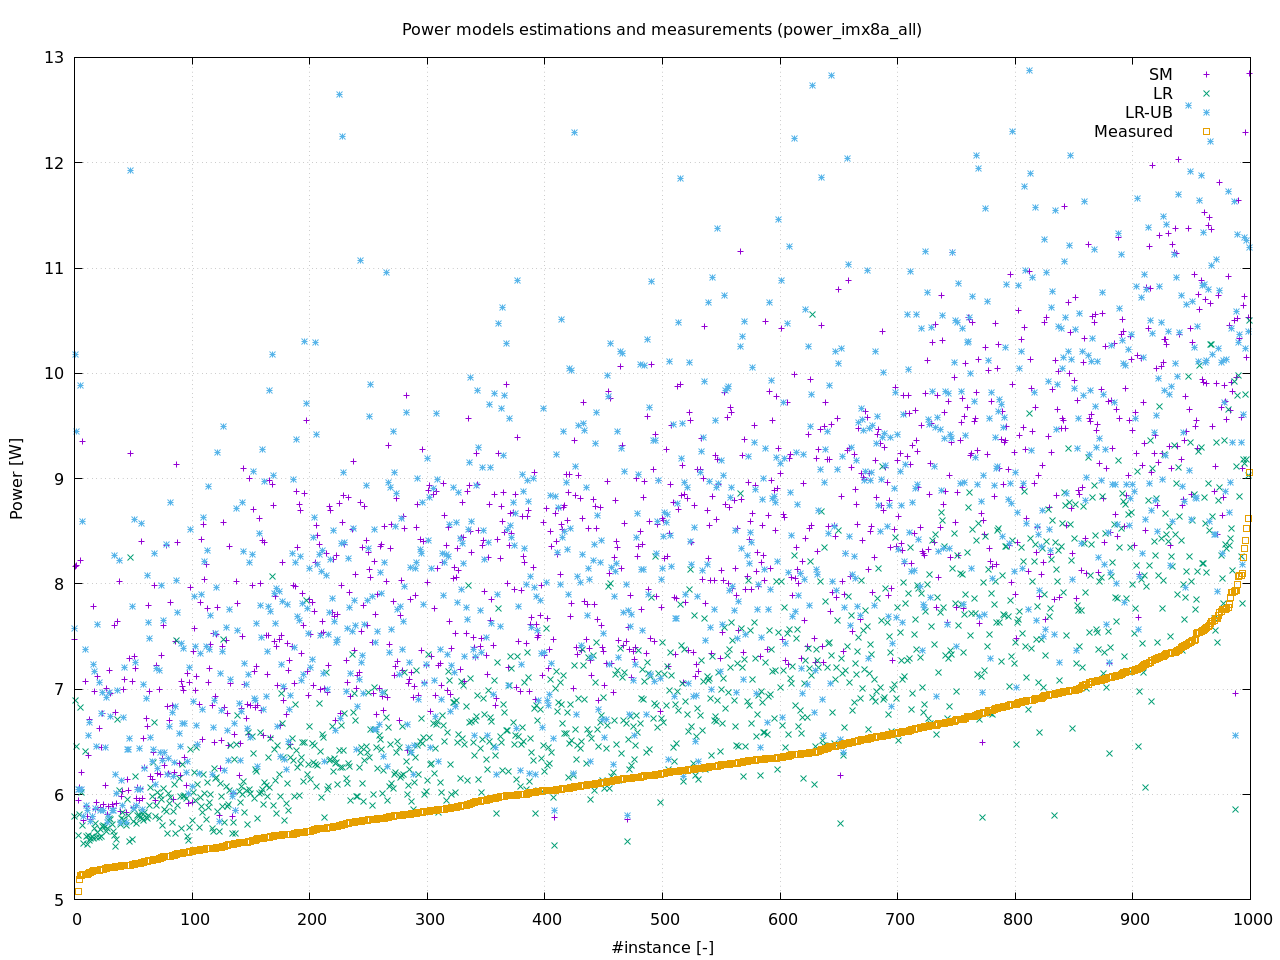 Power models estimations and measurements (power_imx8a_all)
13
12
11
10
9
8
7
6
5
Power [W]
SM
LR
LR-UB
Measured
0 100 200 300 400 500 600 700 800 900 1000
#instance [-]